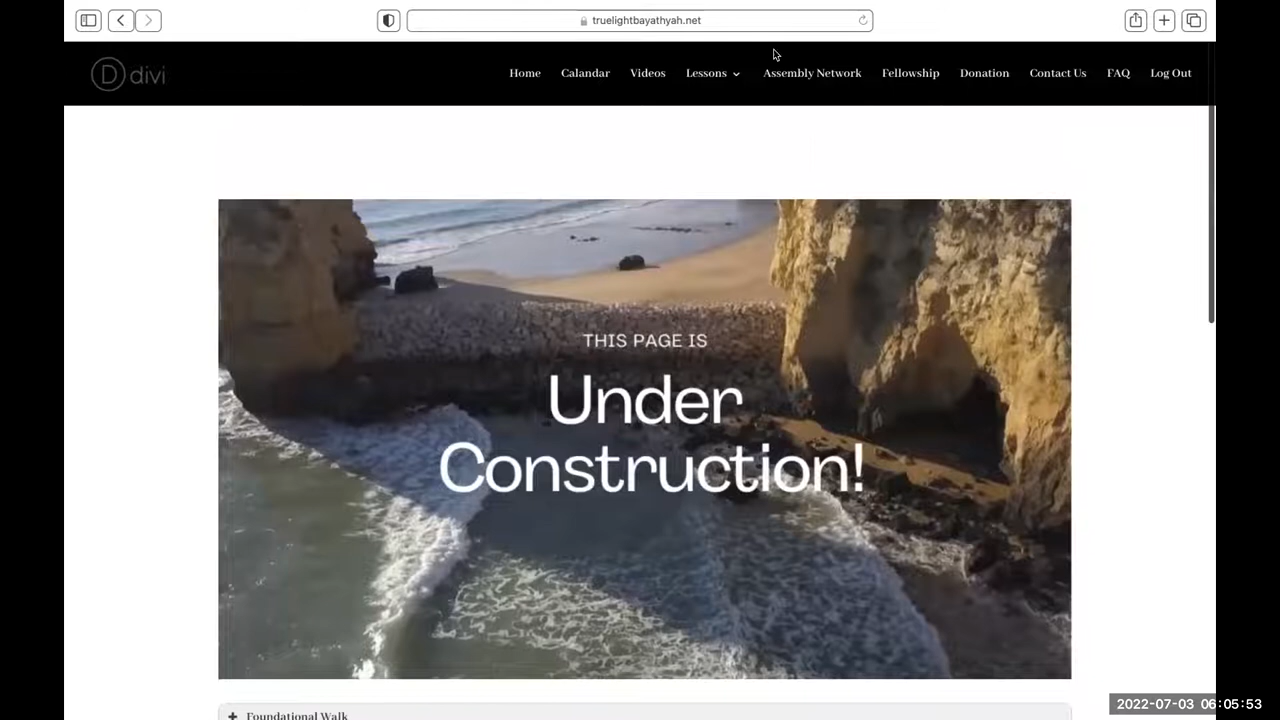 truelightbayathyah.net
D divi
Home Calandar Videos Lessons Assembly Network Fellowship Donation Contact Us FAQ Log Out
THIS PAGE IS
Under
Construction!
Foundational Walk
2022-07-03 06:05:53